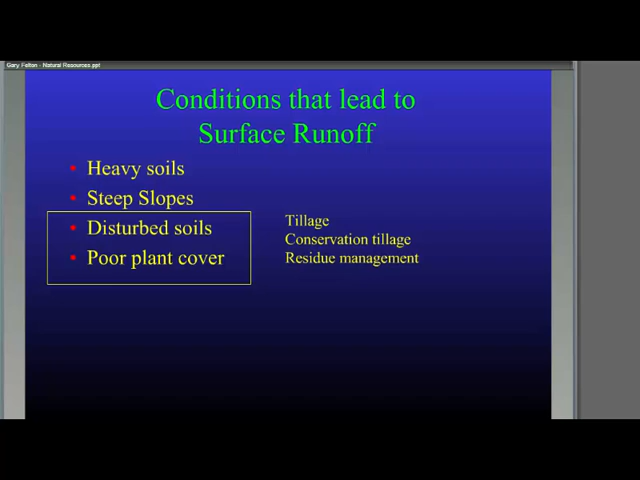 Gary Felton - Natural Resources.ppt
Conditions that lead to
Surface Runoff
• Heavy soils
• Steep Slopes
• Disturbed soils
• Poor plant cover
Tillage
Conservation tillage
Residue management